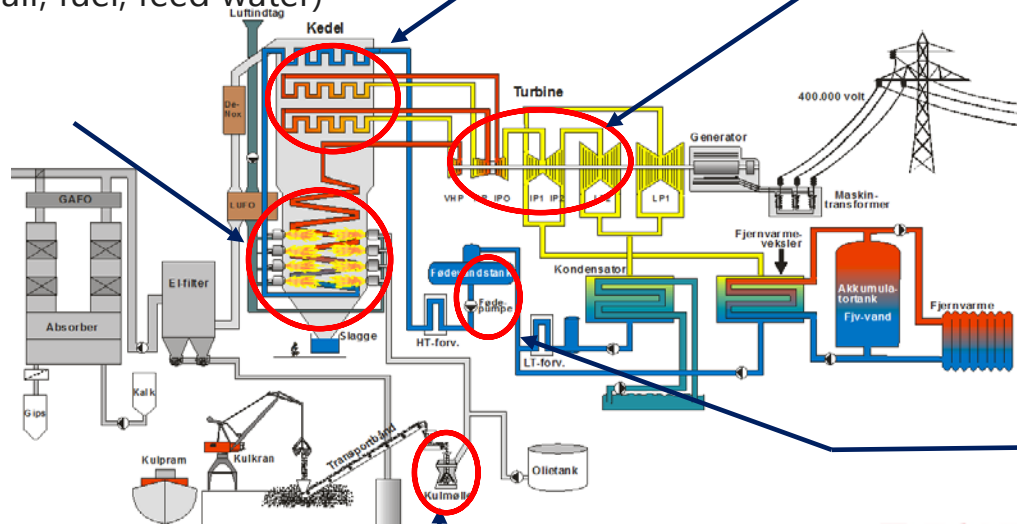 fuel, feed water)
Luftindtag
Kedel
De-
Nox
Turbine
400.000 volt
Generator
Maskin-
transformer
GAFO
LUFO
VHP
IPO
IP1 IP2
LP1
Fjernvarme-
veksler
El-filter
Fødevandstank
Føde-
pumpe
Kondensator
Akkumula-
tortank
Fjv-vand
Fjernvarme
Absorber
Slagge
HT-forv.
LT-forv.
Gips
Kalk
Kulpram
Kulkran
Transportbånd
Kulmølle
Olietank